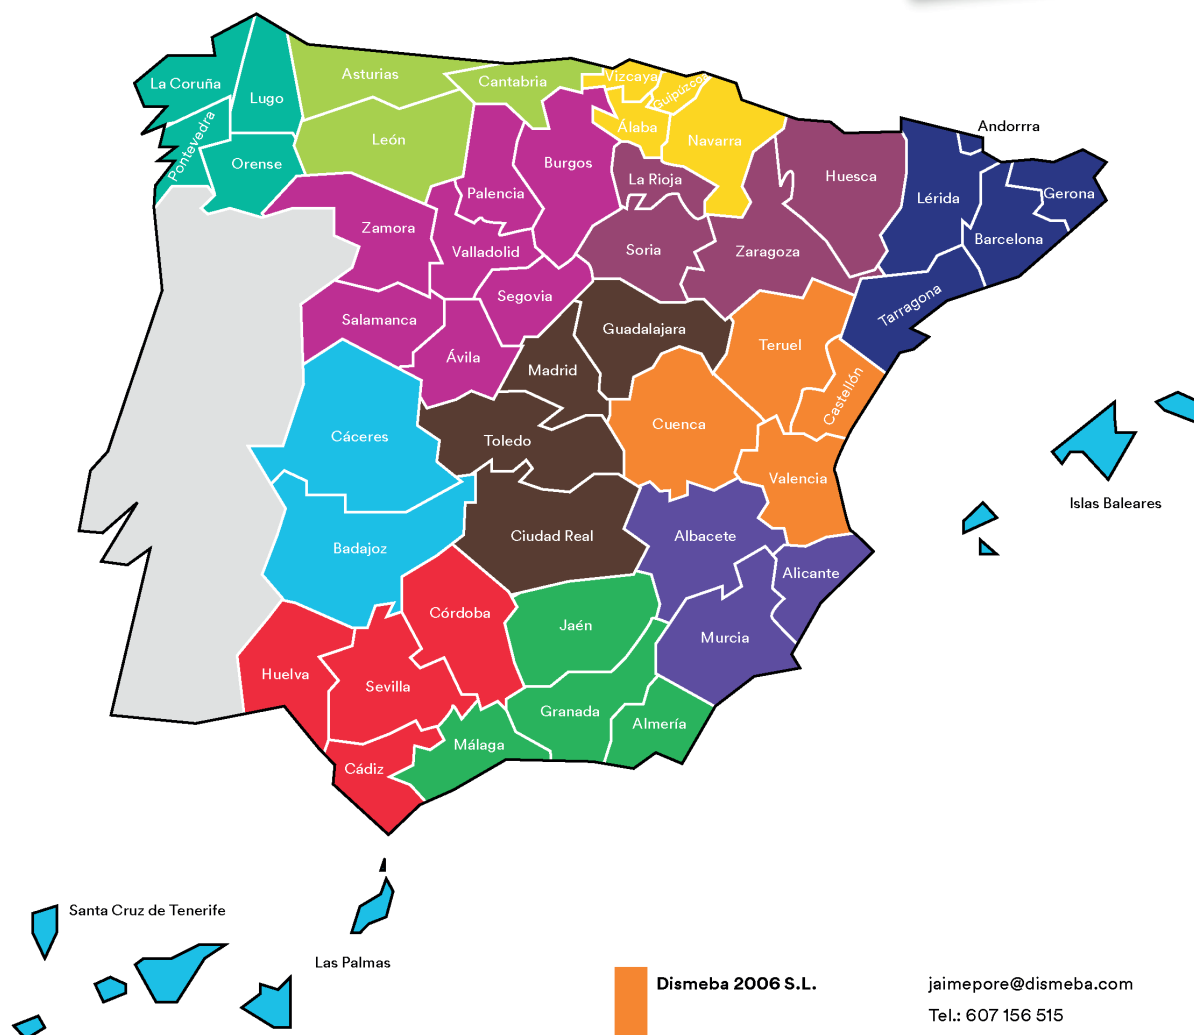 La Coruña
Lugo
Pontevedra
Orense
Asturias
León
Cantabria
Vizcaya
Guipúzcoa
Álaba
Navarra
La Rioja
Burgos
Palencia
Zamora
Valladolid
Segovia
Salamanca
Ávila
Soria
Zaragoza
Huesca
Andorrra
Lérida
Gerona
Barcelona
Tarragona
Guadalajara
Madrid
Toledo
Ciudad Real
Teruel
Castellón
Cuenca
Valencia
Cáceres
Badajoz
Albacete
Alicante
Murcia
Islas Baleares
Córdoba
Huelva
Sevilla
Cádiz
Jaén
Granada
Almería
Málaga
Santa Cruz de Tenerife
Las Palmas
Dismeba 2006 S.L.
jaimepore@dismeba.com
Tel.: 607 156 515